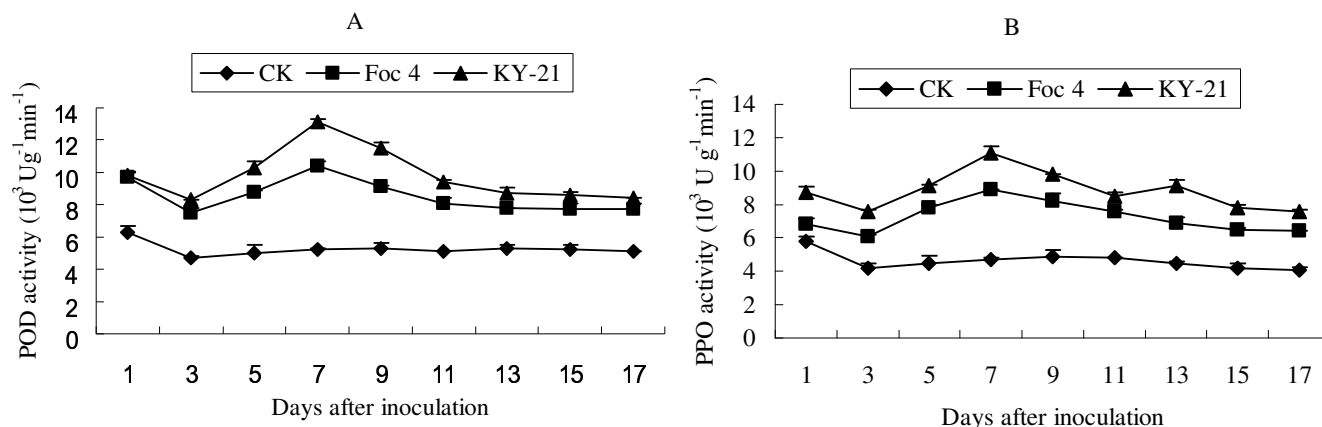 A
CK Foc 4 KY-21
POD activity (10³ Ug⁻¹min⁻¹)
14
12
10
8
6
4
2
0
1 3 5 7 9 11 13 15 17
Days after inoculation
B
CK Foc 4 KY-21
PPO activity (10³ U g⁻¹min⁻¹)
14
12
10
8
6
4
2
0
1 3 5 7 9 11 13 15 17
Days after inoculation